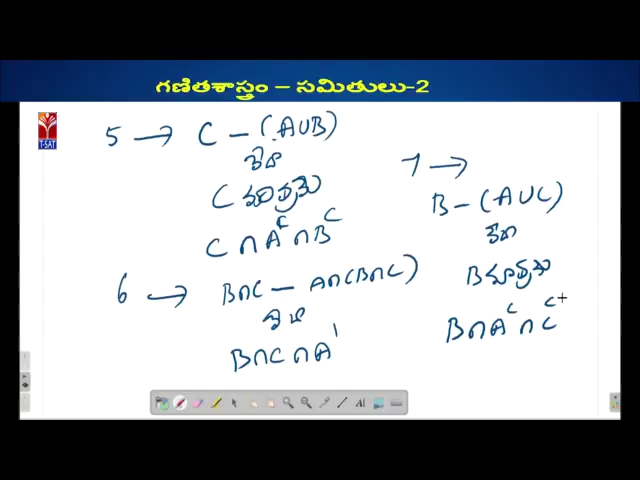 గణితశాస్త్రం – సమితులు-2
T-SAT
5 → C – (A∪B)
లేదా
C మాత్రమే
C ∩ Aᶜ ∩ Bᶜ
6 → B∩C – A∩(B∩C)
లేదా
B∩C ∩ A'
7 →
B – (A∪C)
లేదా
B మాత్రమే
B∩Aᶜ ∩ Cᶜ